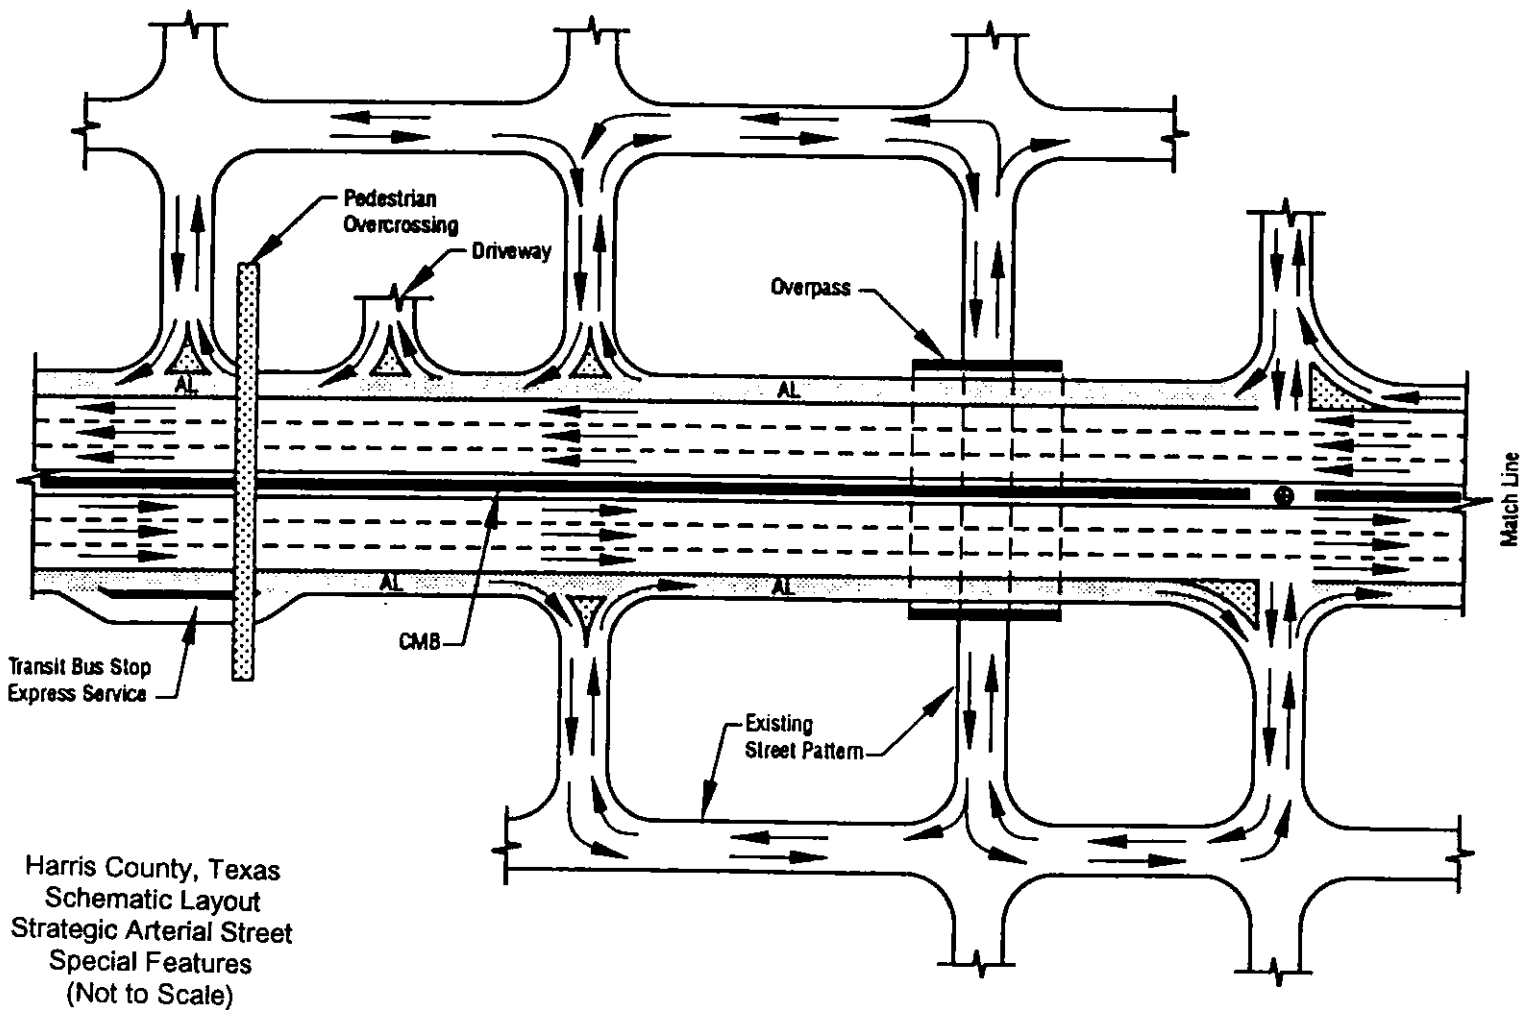 Pedestrian
Overcrossing
Driveway
Overpass
AL
AL
Match Line
AL
AL
CMB
Transit Bus Stop
Express Service
Existing
Street Pattern
Harris County, Texas
Schematic Layout
Strategic Arterial Street
Special Features
(Not to Scale)